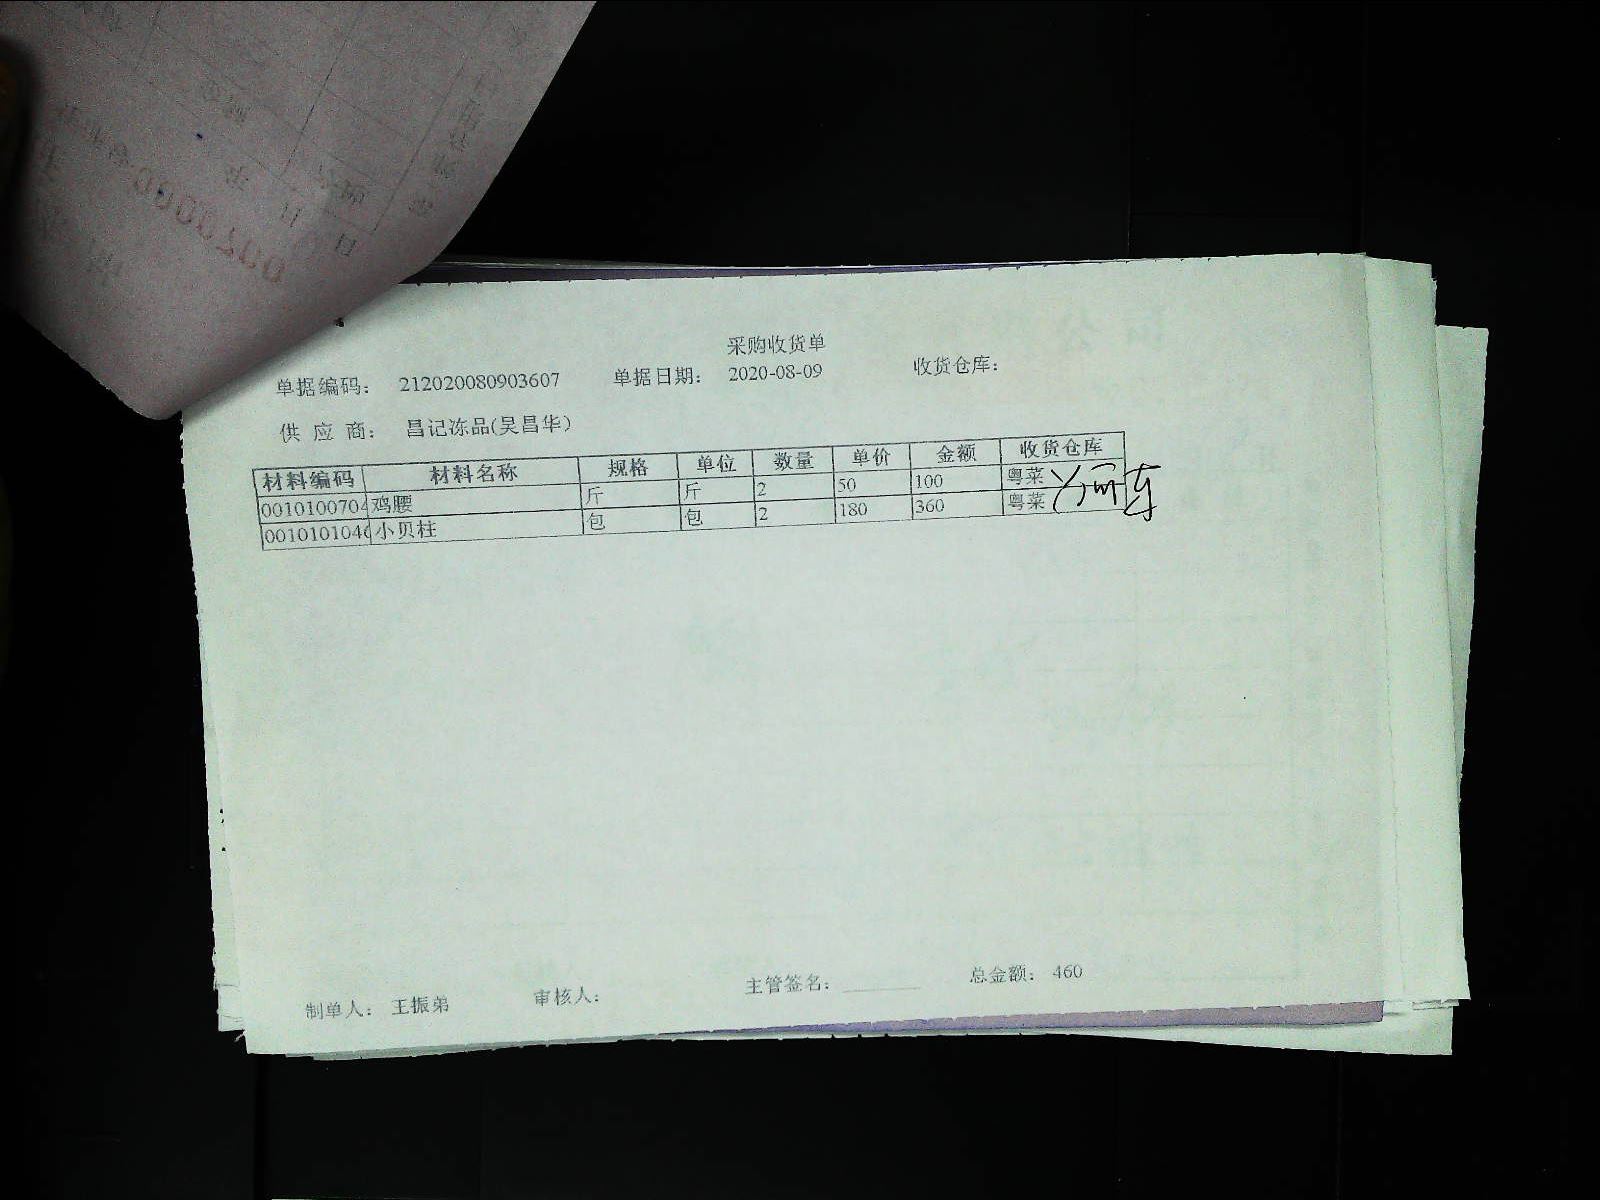 采购收货单
单据编码： 212020080903607 单据日期： 2020-08-09 收货仓库：
供 应 商： 昌记冻品(吴昌华)
材料编码 材料名称 规格 单位 数量 单价 金额 收货仓库
0010100704 鸡腰 斤 斤 2 50 100 粤菜
001010104 小贝柱 包 包 2 180 360 粤菜
制单人： 王振弟 审核人： 主管签名： 总金额： 460